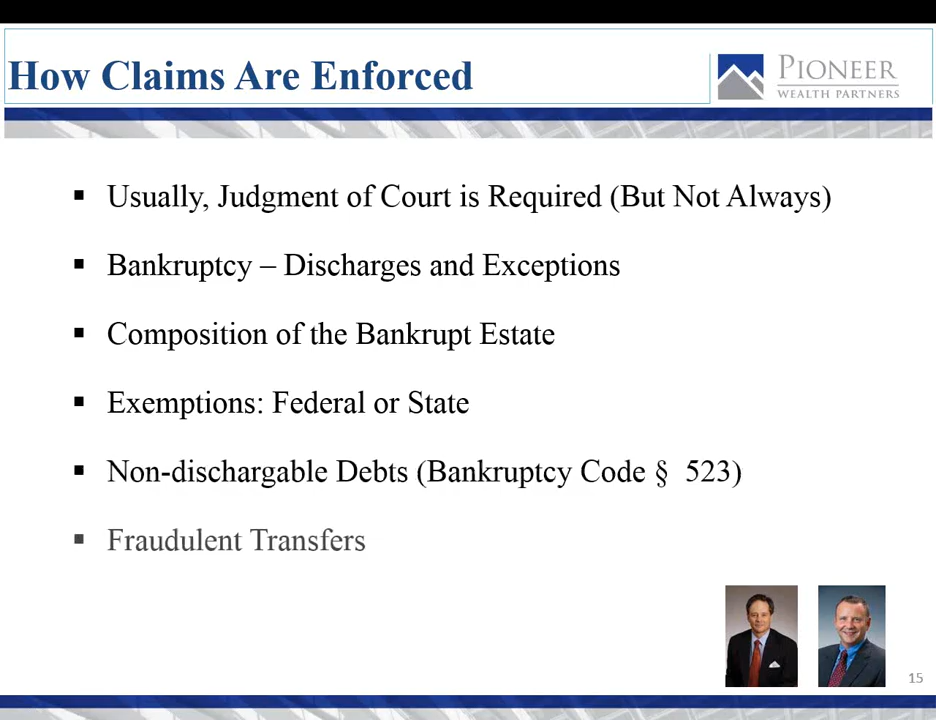 How Claims Are Enforced
PIONEER
WEALTH PARTNERS
▪ Usually, Judgment of Court is Required (But Not Always)
▪ Bankruptcy – Discharges and Exceptions
▪ Composition of the Bankrupt Estate
▪ Exemptions: Federal or State
▪ Non-dischargable Debts (Bankruptcy Code § 523)
▪ Fraudulent Transfers
15